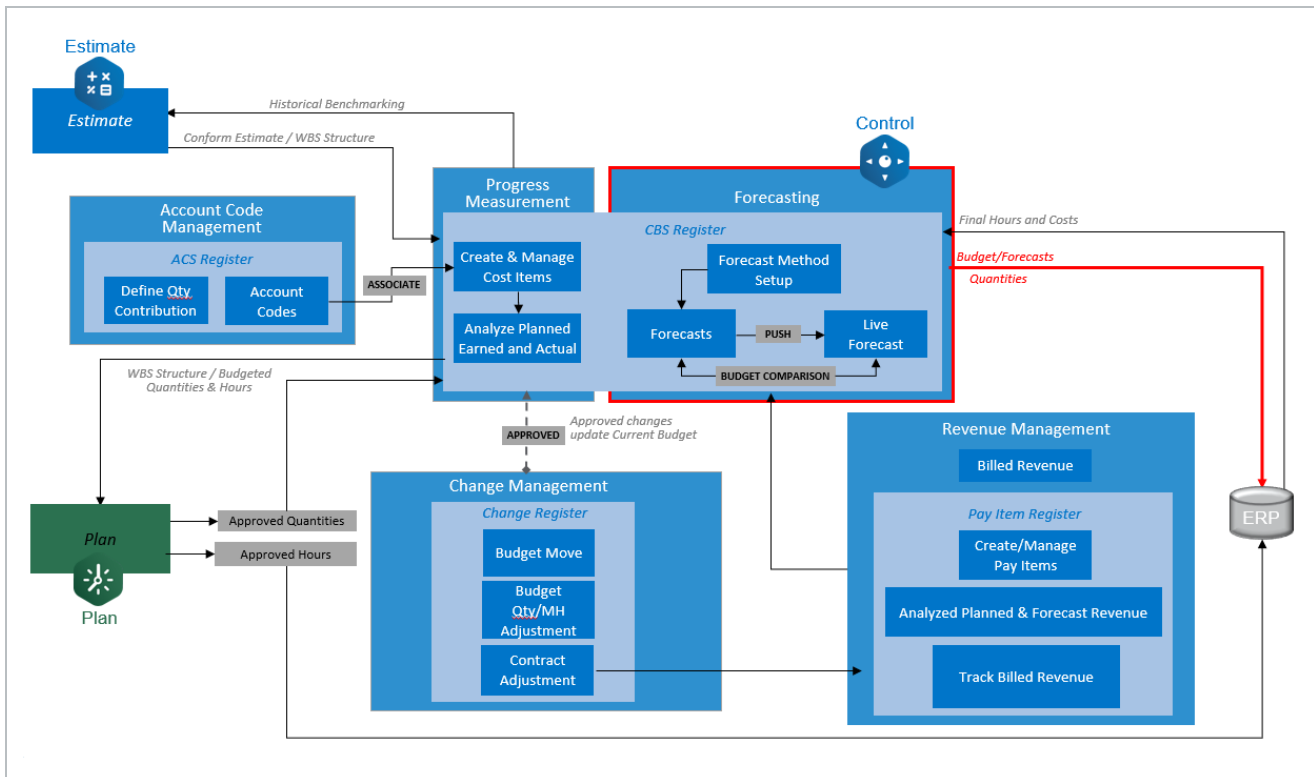 Estimate
Estimate
Historical Benchmarking
Conform Estimate / WBS Structure
Control
Account Code
Management
ACS Register
Define Qty
Contribution
Account
Codes
ASSOCIATE
Progress
Measurement
Forecasting
CBS Register
Create & Manage
Cost Items
Analyze Planned
Earned and Actual
Forecast Method
Setup
Forecasts
PUSH
Live
Forecast
BUDGET COMPARISON
Final Hours and Costs
Budget/Forecasts
Quantities
WBS Structure / Budgeted
Quantities & Hours
APPROVED
Approved changes
update Current Budget
Plan
Plan
Approved Quantities
Approved Hours
Change Management
Change Register
Budget Move
Budget
Qty/MH
Adjustment
Contract
Adjustment
Revenue Management
Billed Revenue
Pay Item Register
Create/Manage
Pay Items
Analyzed Planned & Forecast Revenue
Track Billed Revenue
ERP